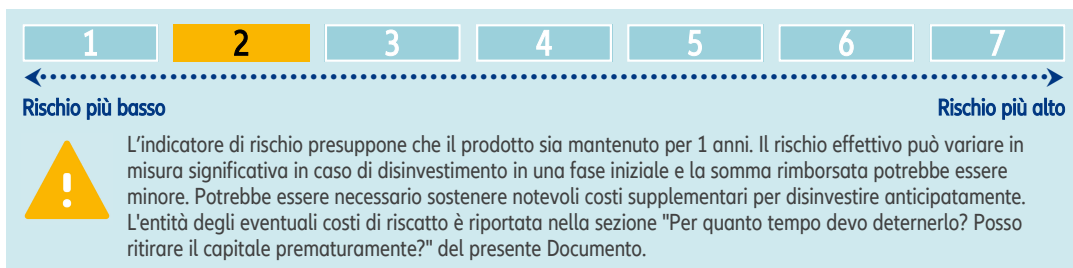 1 2 3 4 5 6 7
Rischio più basso Rischio più alto
L'indicatore di rischio presuppone che il prodotto sia mantenuto per 1 anni. Il rischio effettivo può variare in
misura significativa in caso di disinvestimento in una fase iniziale e la somma rimborsata potrebbe essere
minore. Potrebbe essere necessario sostenere notevoli costi supplementari per disinvestire anticipatamente.
L'entità degli eventuali costi di riscatto è riportata nella sezione "Per quanto tempo devo deternerlo? Posso
ritirare il capitale prematuramente?" del presente Documento.